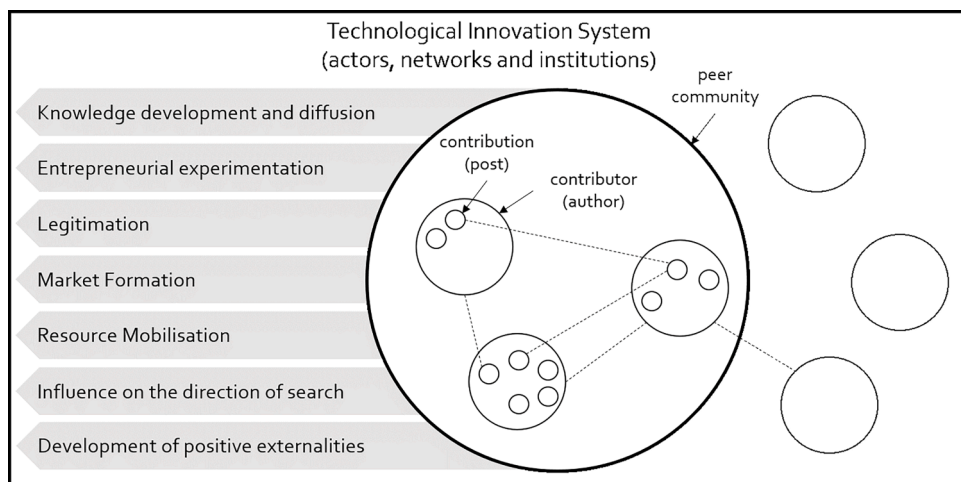 Technological Innovation System
(actors, networks and institutions)
peer
community
Knowledge development and diffusion
contribution
(post)
Entrepreneurial experimentation
contributor
(author)
Legitimation
Market Formation
Resource Mobilisation
Influence on the direction of search
Development of positive externalities